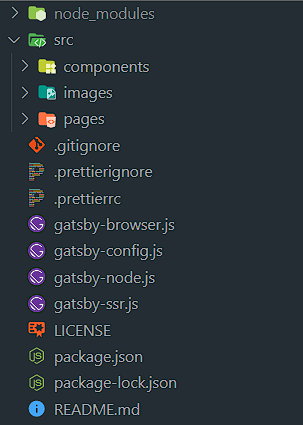 node_modules
src
components
images
pages
.gitignore
.prettierignore
.prettierrc
gatsby-browser.js
gatsby-config.js
gatsby-node.js
gatsby-ssr.js
LICENSE
package.json
package-lock.json
README.md